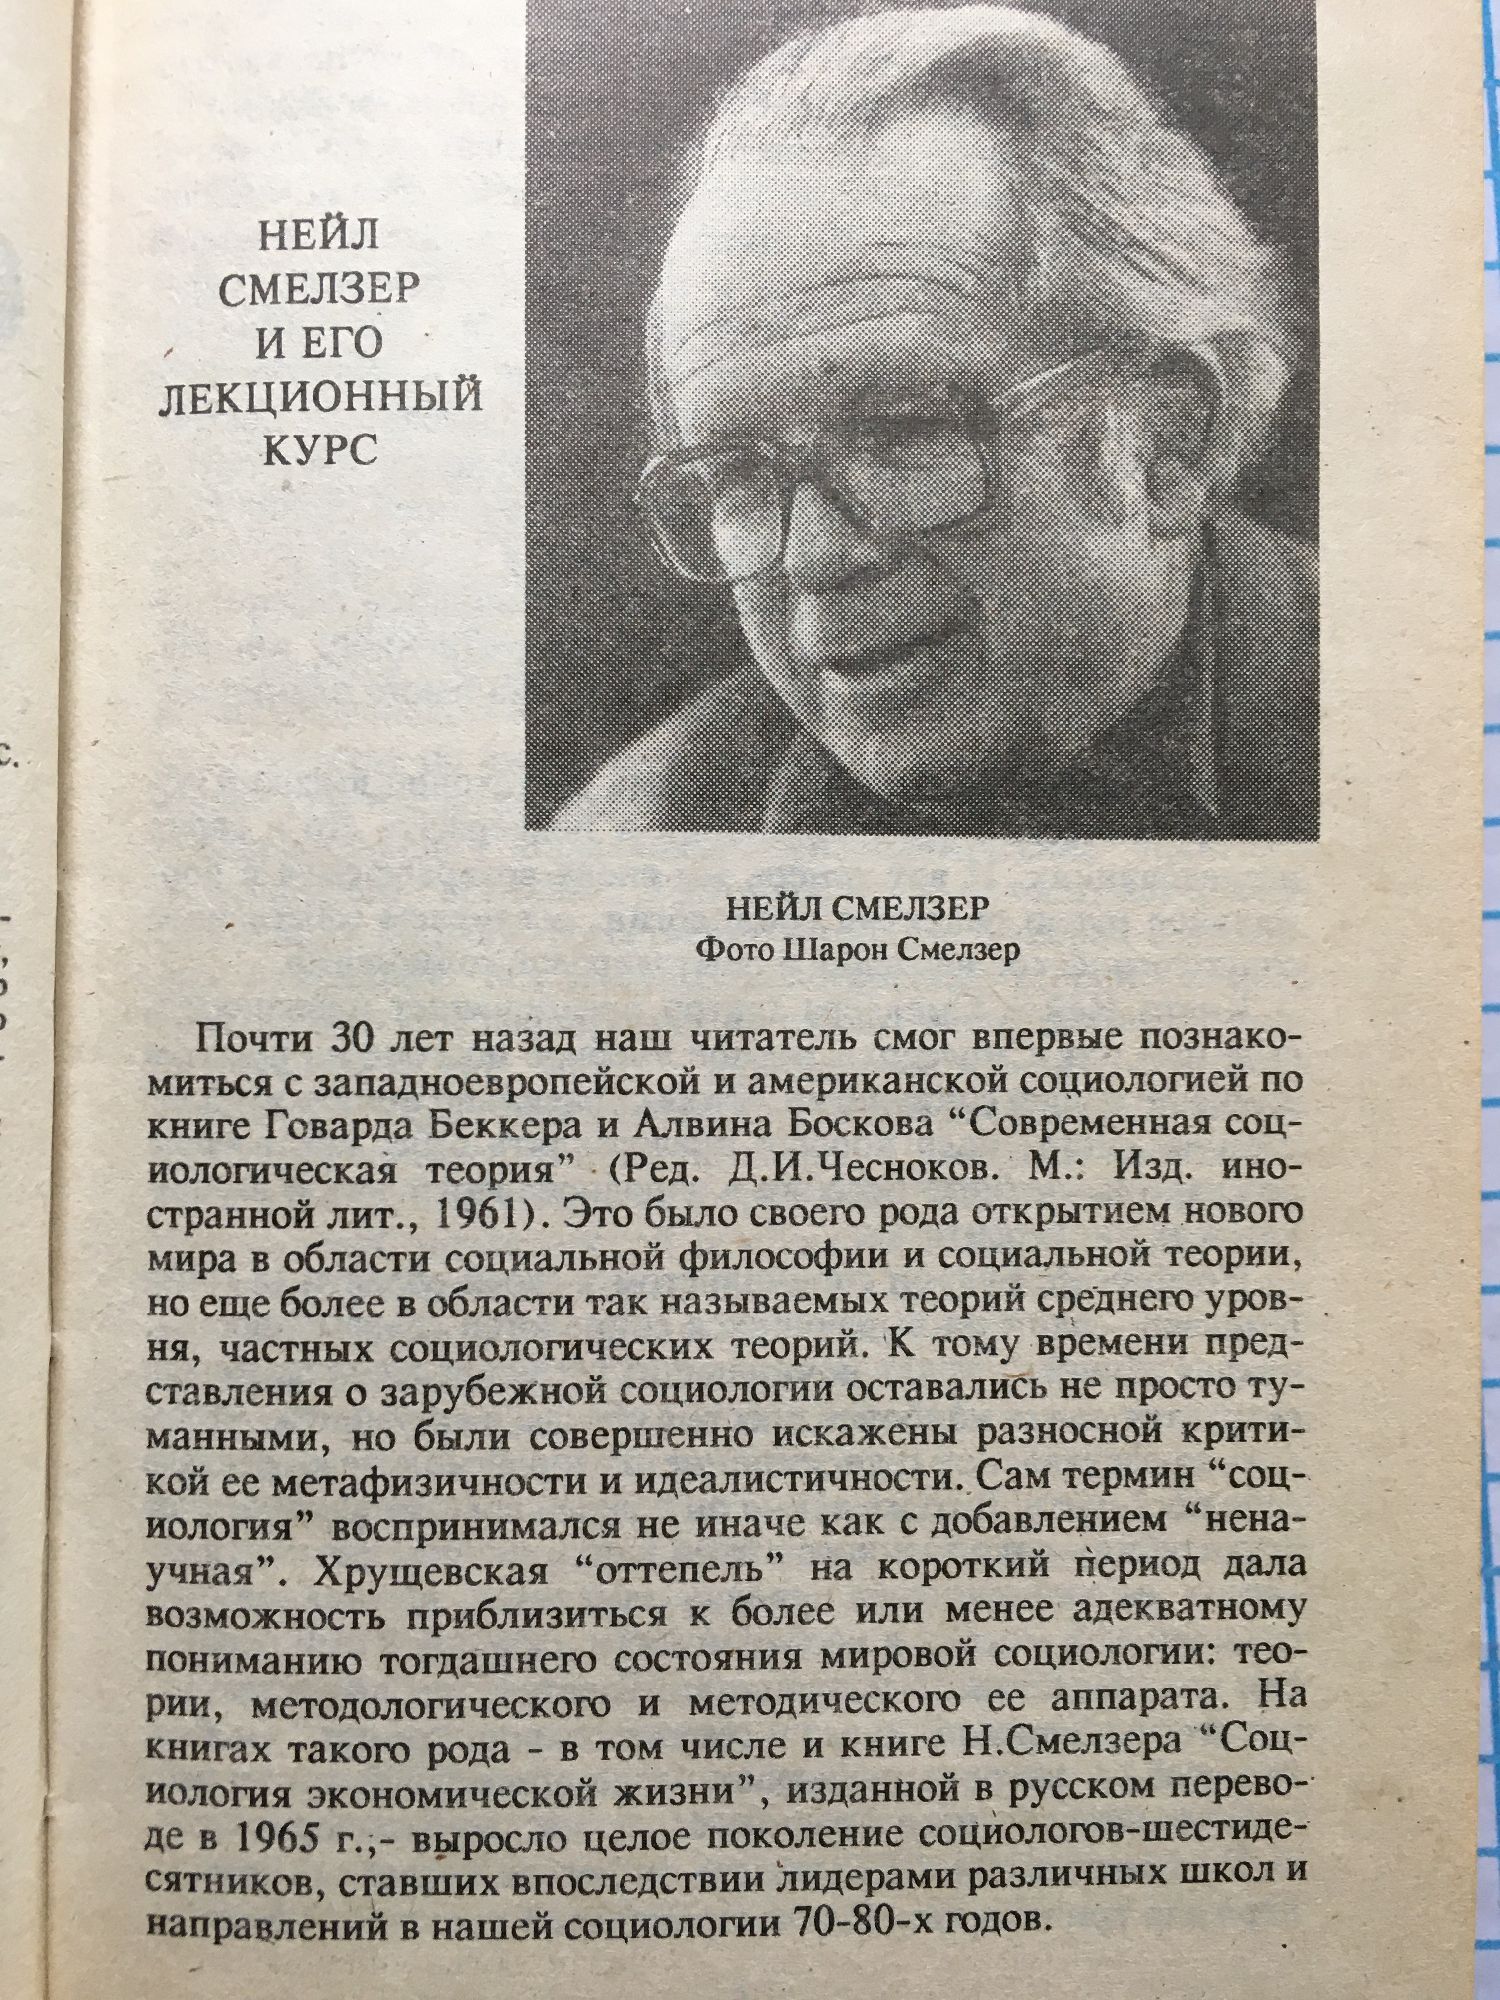 НЕЙЛ
СМЕЛЗЕР
И ЕГО
ЛЕКЦИОННЫЙ
КУРС
НЕЙЛ СМЕЛЗЕР
Фото Шарон Смелзер
Почти 30 лет назад наш читатель смог впервые познако-
миться с западноевропейской и американской социологией по
книге Говарда Беккера и Алвина Боскова “Современная соц-
иологическая теория” (Ред. Д.И.Чесноков. М.: Изд. ино-
странной лит., 1961). Это было своего рода открытием нового
мира в области социальной философии и социальной теории,
но еще более в области так называемых теорий среднего уров-
ня, частных социологических теорий. К тому времени пред-
ставления о зарубежной социологии оставались не просто ту-
манными, но были совершенно искажены разносной крити-
кой ее метафизичности и идеалистичности. Сам термин “соц-
иология” воспринимался не иначе как с добавлением “нена-
учная”. Хрущевская “оттепель” на короткий период дала
возможность приблизиться к более или менее адекватному
пониманию тогдашнего состояния мировой социологии: тео-
рии, методологического и методического ее аппарата. На
книгах такого рода - в том числе и книге Н.Смелзера “Соц-
иология экономической жизни”, изданной в русском перево-
де в 1965 г.,- выросло целое поколение социологов-шестиде-
сятников, ставших впоследствии лидерами различных школ и
направлений в нашей социологии 70-80-х годов.